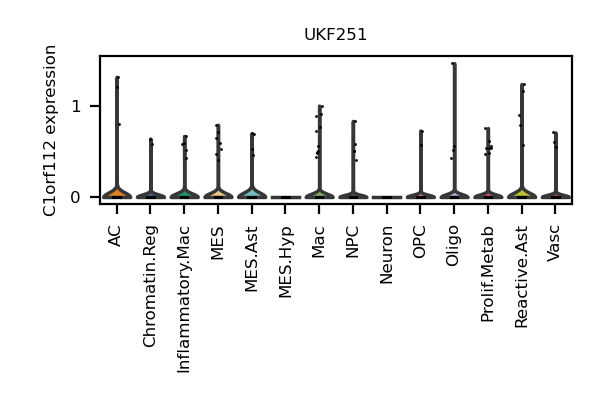 UKF251
C1orf112 expression
1
0
AC
Chromatin.Reg
Inflammatory.Mac
MES
MES.Ast
MES.Hyp
Mac
NPC
Neuron
OPC
Oligo
Prolif.Metab
Reactive.Ast
Vasc